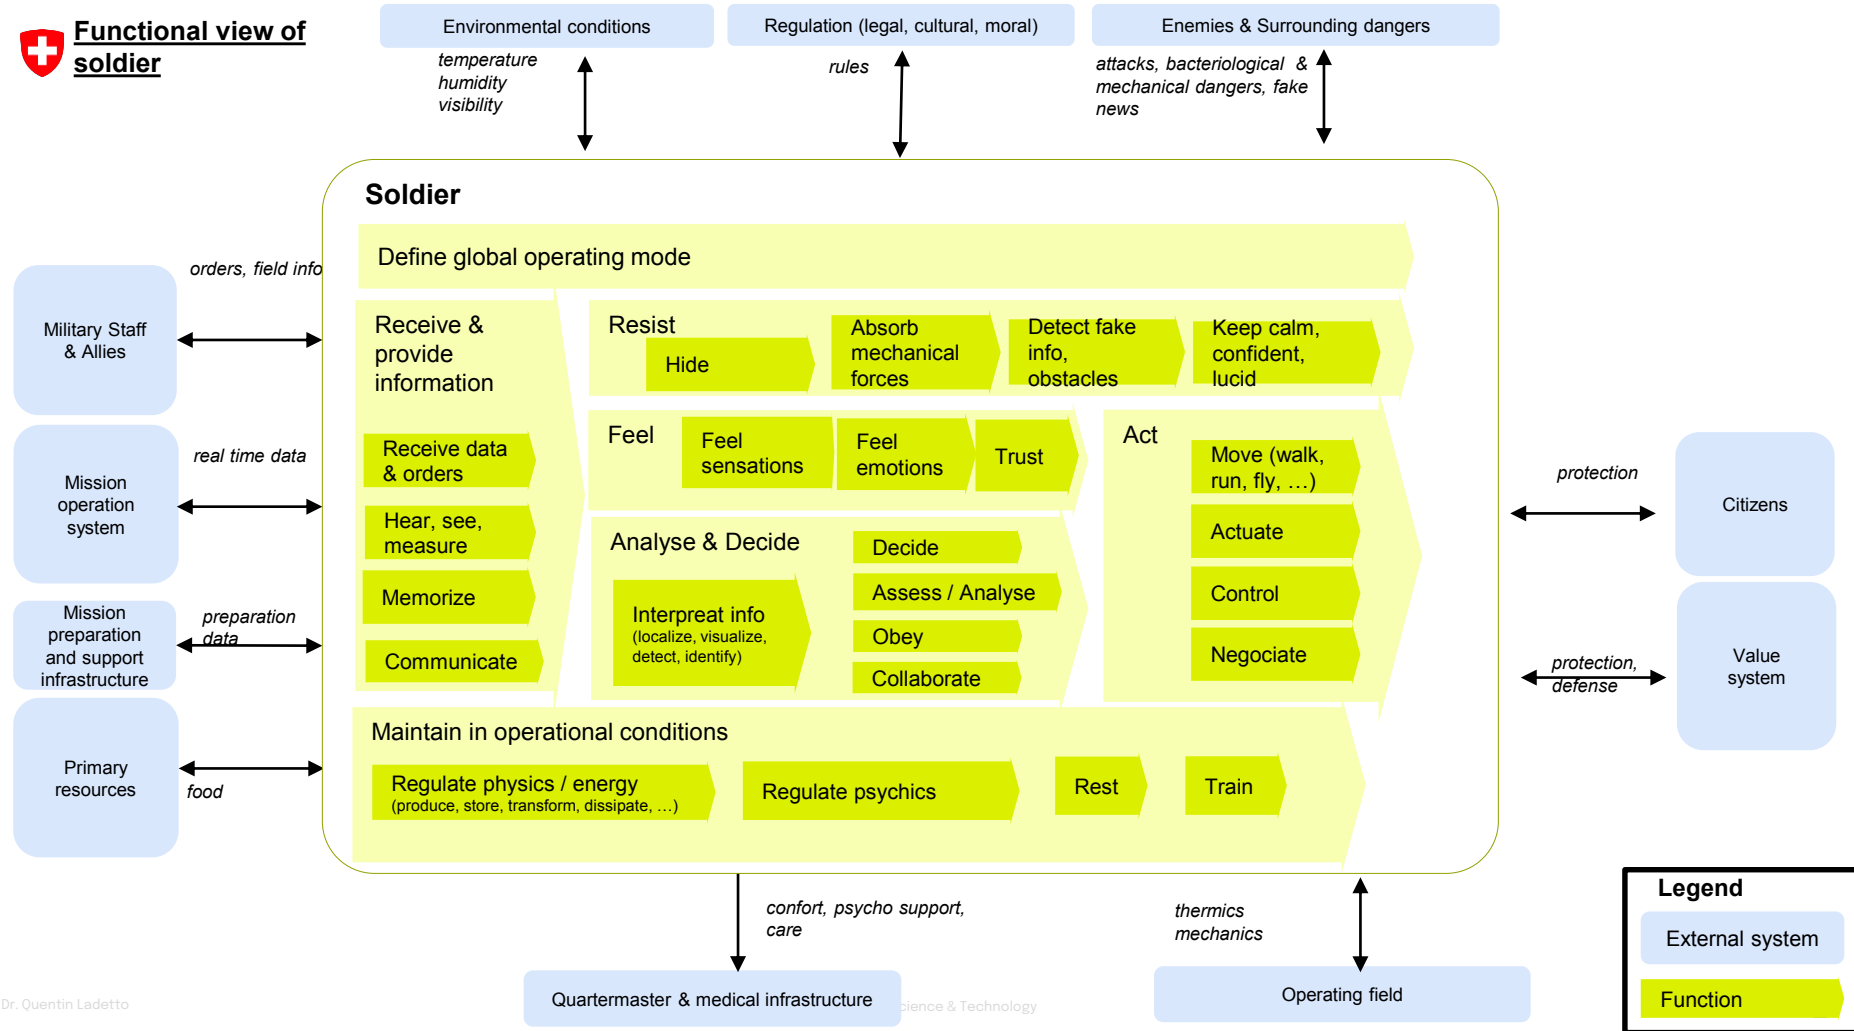 Functional view of
soldier
Environmental conditions
Regulation (legal, cultural, moral)
Enemies & Surrounding dangers
temperature
humidity
visibility
rules
attacks, bacteriological &
mechanical dangers, fake
news
Soldier
Define global operating mode
orders, field info
Military Staff
& Allies
real time data
Mission
operation
system
preparation
data
Mission
preparation
and support
infrastructure
Primary
resources
food
Receive &
provide
information
Receive data
& orders
Hear, see,
measure
Memorize
Communicate
Resist
Hide
Absorb
mechanical
forces
Detect fake
info,
obstacles
Keep calm,
confident,
lucid
Feel
Feel
sensations
Feel
emotions
Trust
Analyse & Decide
Interpreat info
(localize, visualize,
detect, identify)
Decide
Assess / Analyse
Obey
Collaborate
Act
Move (walk,
run, fly, …)
Actuate
Control
Negociate
protection
Citizens
protection,
defense
Value
system
Maintain in operational conditions
Regulate physics / energy
(produce, store, transform, dissipate, …)
Regulate psychics
Rest
Train
confort, psycho support,
care
thermics
mechanics
Quartermaster & medical infrastructure
Operating field
Legend
External system
Function
Dr. Quentin Ladetto
cience & Technology